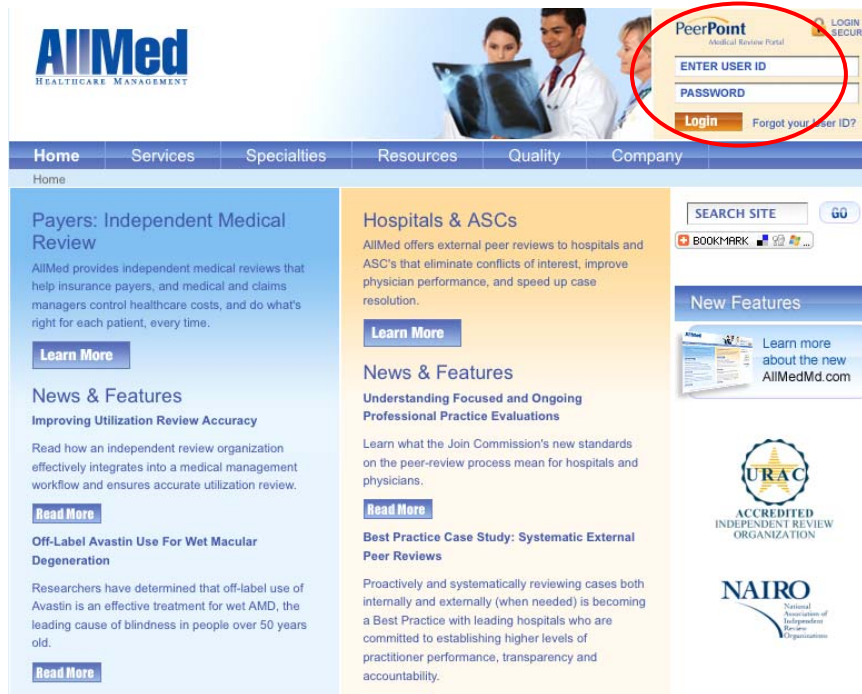 AllMed
HEALTHCARE MANAGEMENT
PeerPoint
Medical Review Portal
LOGIN
SECUR
ENTER USER ID
PASSWORD
Login
Forgot your User ID?
Home
Services
Specialties
Resources
Quality
Company
Home
Payers: Independent Medical
Review
AllMed provides independent medical reviews that
help insurance payers, and medical and claims
managers control healthcare costs, and do what's
right for each patient, every time.
Learn More
News & Features
Improving Utilization Review Accuracy
Read how an independent review organization
effectively integrates into a medical management
workflow and ensures accurate utilization review.
Read More
Off-Label Avastin Use For Wet Macular
Degeneration
Researchers have determined that off-label use of
Avastin is an effective treatment for wet AMD, the
leading cause of blindness in people over 50 years
old.
Read More
Hospitals & ASCs
AllMed offers external peer reviews to hospitals and
ASC's that eliminate conflicts of interest, improve
physician performance, and speed up case
resolution.
Learn More
News & Features
Understanding Focused and Ongoing
Professional Practice Evaluations
Learn what the Join Commission's new standards
on the peer-review process mean for hospitals and
physicians.
Read More
Best Practice Case Study: Systematic External
Peer Reviews
Proactively and systematically reviewing cases both
internally and externally (when needed) is becoming
a Best Practice with leading hospitals who are
committed to establishing higher levels of
practitioner performance, transparency and
accountability.
SEARCH SITE
GO
BOOKMARK
...
New Features
Learn more
about the new
AllMedMd.com
URAC
ACCREDITED
INDEPENDENT REVIEW
ORGANIZATION
NAIRO
National
Association of
Independent
Review
Organizations